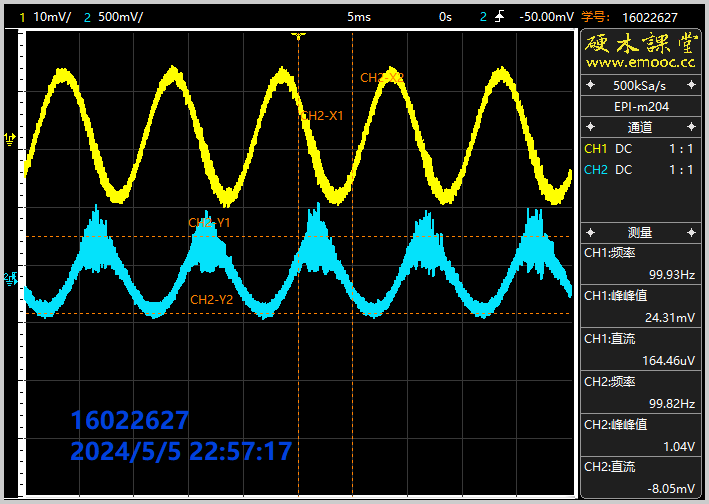 1 10mV/ 2 500mV/ 5ms 0s 2 -50.00mV 学号: 16022627
硬木課堂
www.emooc.cc
500kSa/s
EPI-m204
通道
CH1 DC 1 : 1
CH2 DC 1 : 1
测量
CH1:频率
99.93Hz
CH1:峰峰值
24.31mV
CH1:直流
164.46uV
CH2:频率
99.82Hz
CH2:峰峰值
1.04V
CH2:直流
-8.05mV
CH2-X2
CH2-X1
1
CH2-Y1
2
CH2-Y2
16022627
2024/5/5 22:57:17